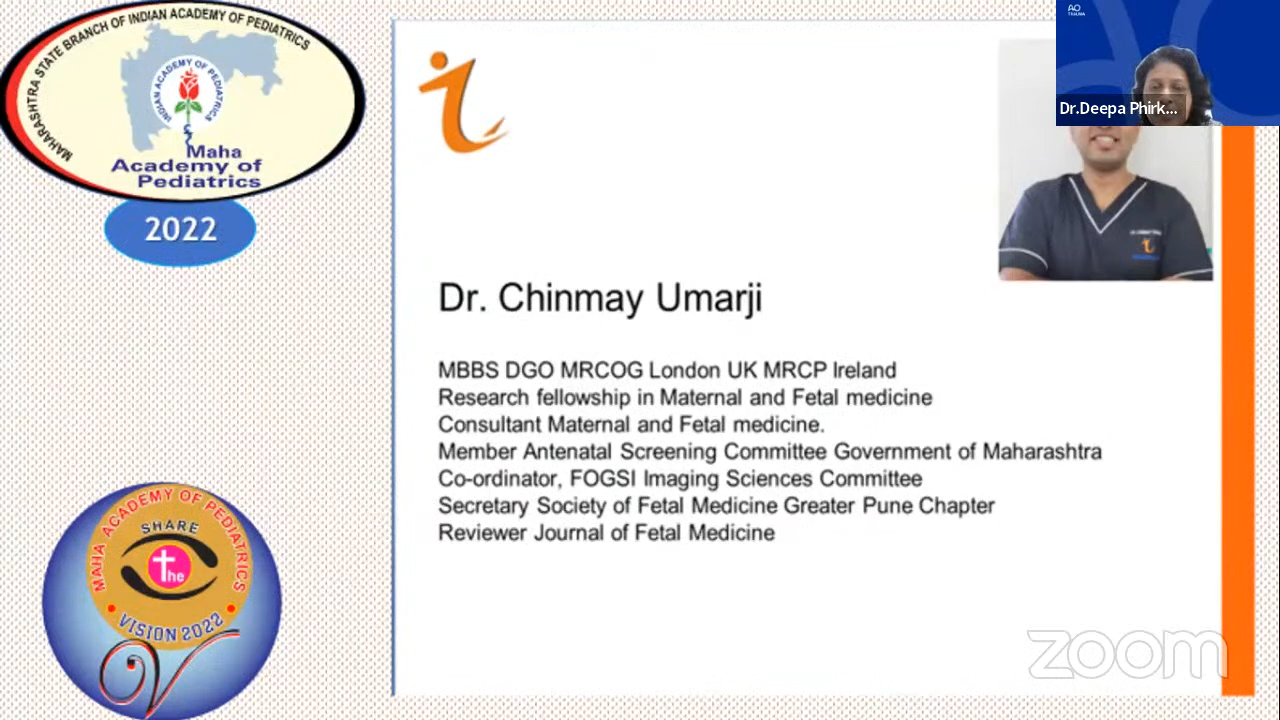 MAHARASHTRA STATE BRANCH OF INDIAN ACADEMY OF PEDIATRICS
INDIAN ACADEMY OF PEDIATRICS
Maha
Academy of
Pediatrics
2022
AO
TRAUMA
Dr.Deepa Phirk...
Dr. Chinmay Umarji
MBBS DGO MRCOG London UK MRCP Ireland
Research fellowship in Maternal and Fetal medicine
Consultant Maternal and Fetal medicine.
Member Antenatal Screening Committee Government of Maharashtra
Co-ordinator, FOGSI Imaging Sciences Committee
Secretary Society of Fetal Medicine Greater Pune Chapter
Reviewer Journal of Fetal Medicine
MAHA ACADEMY OF PEDIATRICS
SHARE
the
VISION 2022
zoom